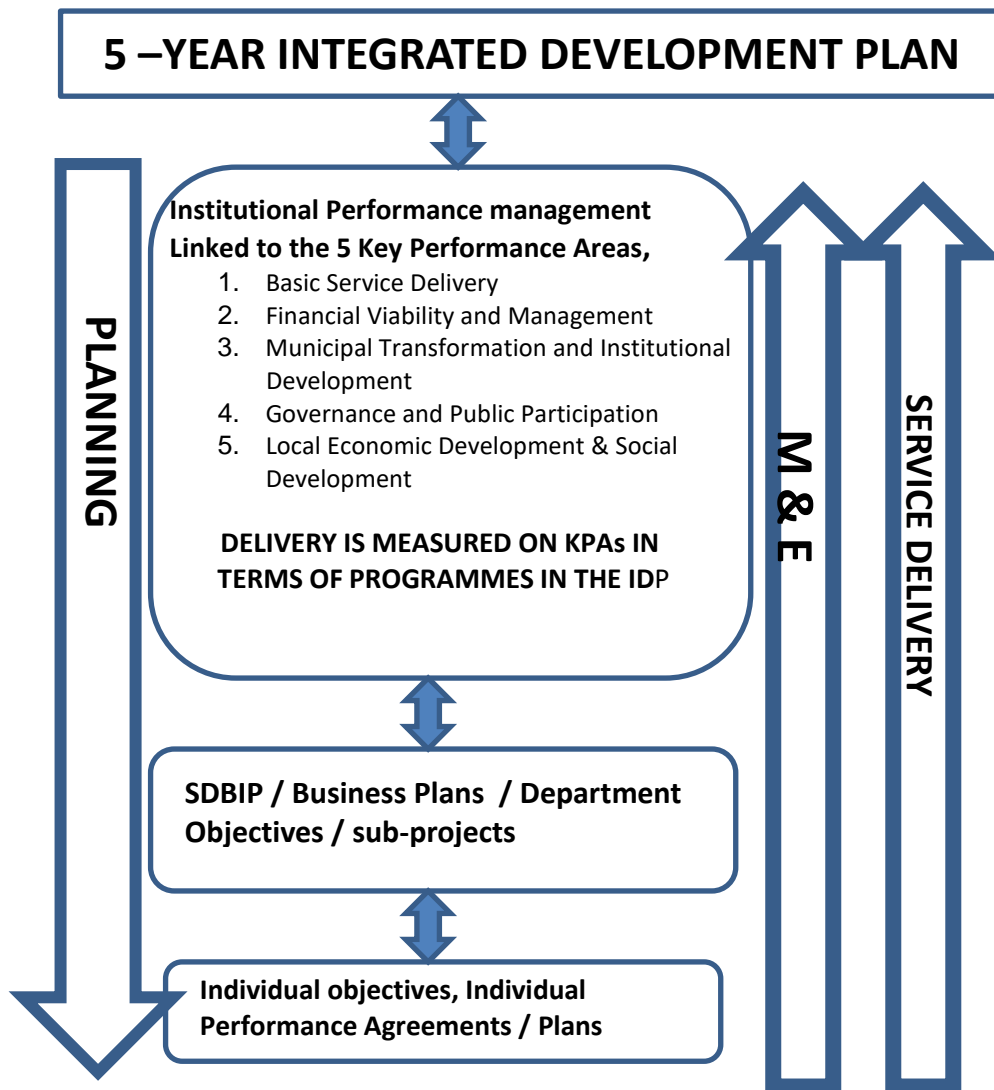 5 –YEAR INTEGRATED DEVELOPMENT PLAN
PLANNING
Institutional Performance management
Linked to the 5 Key Performance Areas,
1. Basic Service Delivery
2. Financial Viability and Management
3. Municipal Transformation and Institutional
Development
4. Governance and Public Participation
5. Local Economic Development & Social
Development
DELIVERY IS MEASURED ON KPAs IN
TERMS OF PROGRAMMES IN THE IDP
M & E
SERVICE DELIVERY
SDBIP / Business Plans / Department
Objectives / sub-projects
Individual objectives, Individual
Performance Agreements / Plans